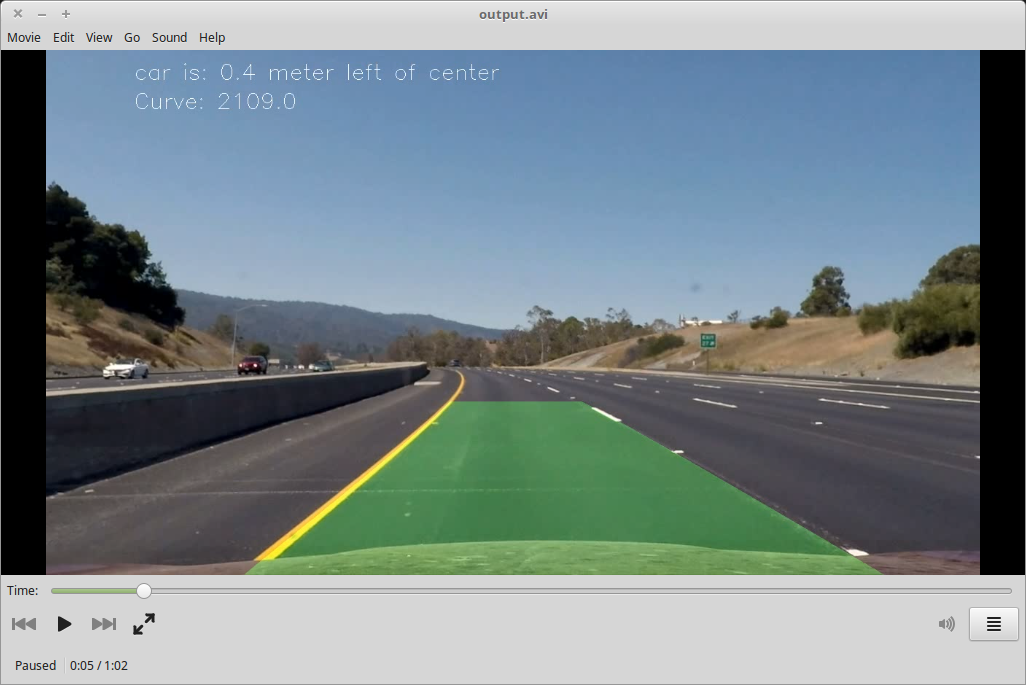 output.avi
Movie Edit View Go Sound Help
car is: 0.4 meter left of center
Curve: 2109.0
EXIT
Time:
Paused 0:05 / 1:02